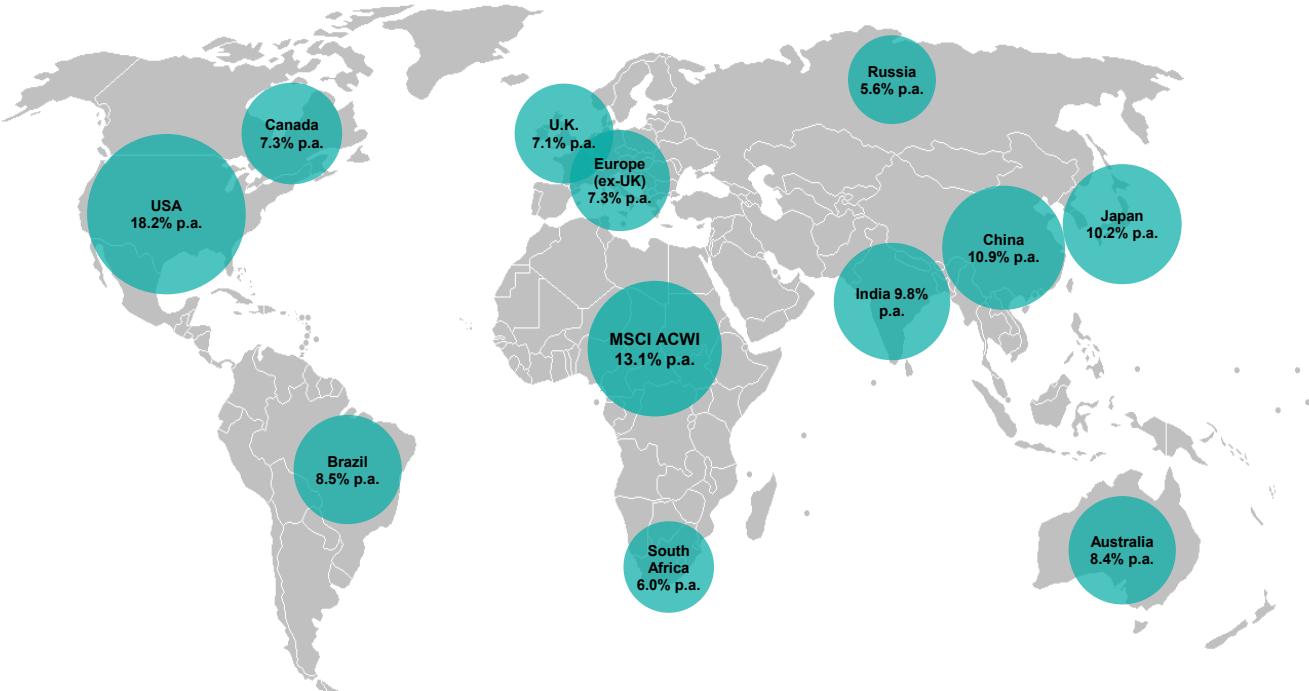 Russia
5.6% p.a.
Canada
7.3% p.a.
U.K.
7.1% p.a.
Europe
(ex-UK)
7.3% p.a.
USA
18.2% p.a.
Japan
10.2% p.a.
China
10.9% p.a.
India 9.8%
p.a.
MSCI ACWI
13.1% p.a.
Brazil
8.5% p.a.
South
Africa
6.0% p.a.
Australia
8.4% p.a.